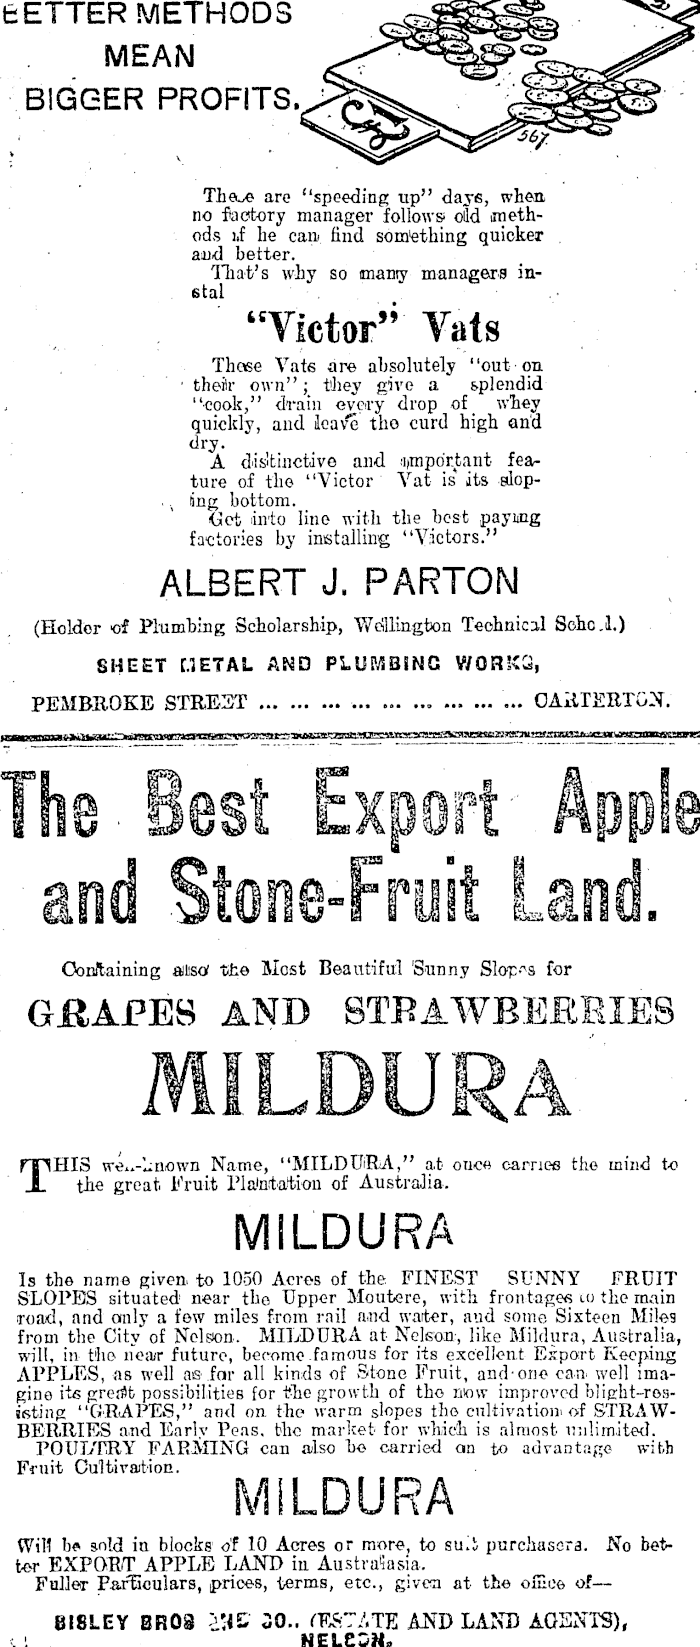 BETTER METHODS
MEAN
BIGGER PROFITS.
567.
These are "speeding up" days, when
no factory manager follows old meth-
ods if he can find something quicker
and better.
That's why so many managers in-
stal
"Victor" Vats
These Vats are absolutely "out on
their own"; they give a splendid
"cook," drain every drop of whey
quickly, and leave the curd high and
dry.
A distinctive and important fea-
ture of the "Victor Vat is its slop-
ing bottom.
Get into line with the best paying
factories by installing "Victors."
ALBERT J. PARTON
(Holder of Plumbing Scholarship, Wellington Technical School.)
SHEET METAL AND PLUMBING WORKS,
PEMBROKE STREET ... ... ... ... ... ... ... ... ... CARTERTON.
The Best Export Apple
and Stone-Fruit Land.
Containing also the Most Beautiful Sunny Slopes for
GRAPES AND STRAWBERRIES
MILDURA
THIS well-known Name, "MILDURA," at once carries the mind to
the great Fruit Plantation of Australia.
MILDURA
Is the name given to 1050 Acres of the FINEST SUNNY FRUIT
SLOPES situated near the Upper Moutere, with frontages to the main
road, and only a few miles from rail and water, and some Sixteen Miles
from the City of Nelson. MILDURA at Nelson, like Mildura, Australia,
will, in the near future, become famous for its excellent Export Keeping
APPLES, as well as for all kinds of Stone Fruit, and one can well ima-
gine its great possibilities for the growth of the now improved blight-res-
isting "GRAPES," and on the warm slopes the cultivation of STRAW-
BERRIES and Early Peas, the market for which is almost unlimited.
POULTRY FARMING can also be carried on to advantage with
Fruit Cultivation.
MILDURA
Will be sold in blocks of 10 Acres or more, to suit purchasers. No bet-
ter EXPORT APPLE LAND in Australasia.
Fuller Particulars, prices, terms, etc., given at the office of—
BISLEY BROS AND CO., (ESTATE AND LAND AGENTS),
NELSON.